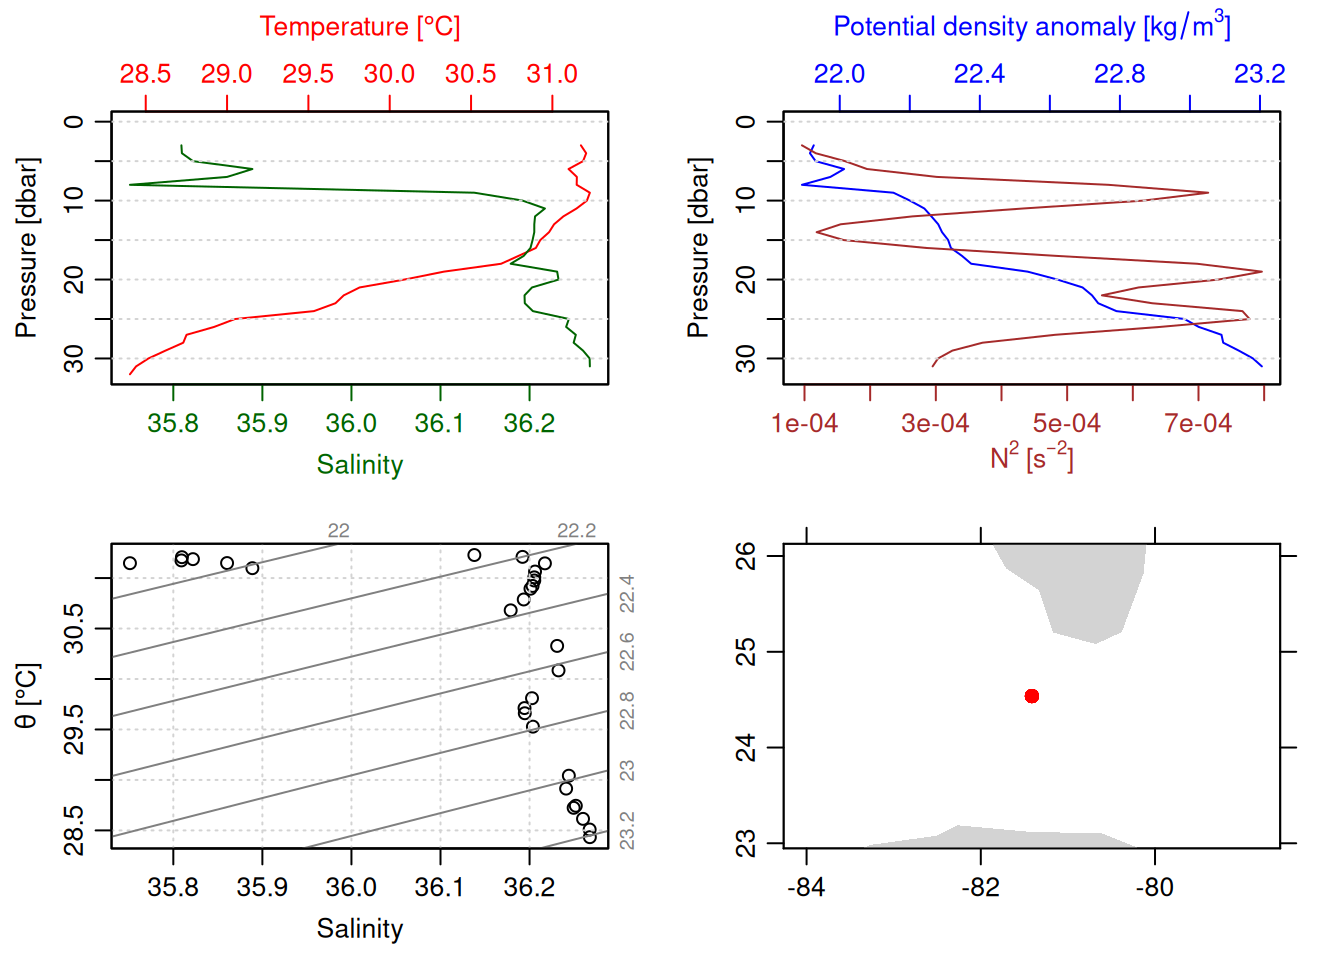 Temperature [°C]
28.5 29.0 29.5 30.0 30.5 31.0
Pressure [dbar]
0
10
20
30
35.8 35.9 36.0 36.1 36.2
Salinity
Potential density anomaly [kg/m³]
22.0 22.4 22.8 23.2
Pressure [dbar]
0
10
20
30
1e-04 3e-04 5e-04 7e-04
N² [s⁻²]
22 22.2
θ [°C]
30.5
29.5
28.5
22.4
22.6
22.8
23
23.2
35.8 35.9 36.0 36.1 36.2
Salinity
26
25
24
23
-84 -82 -80